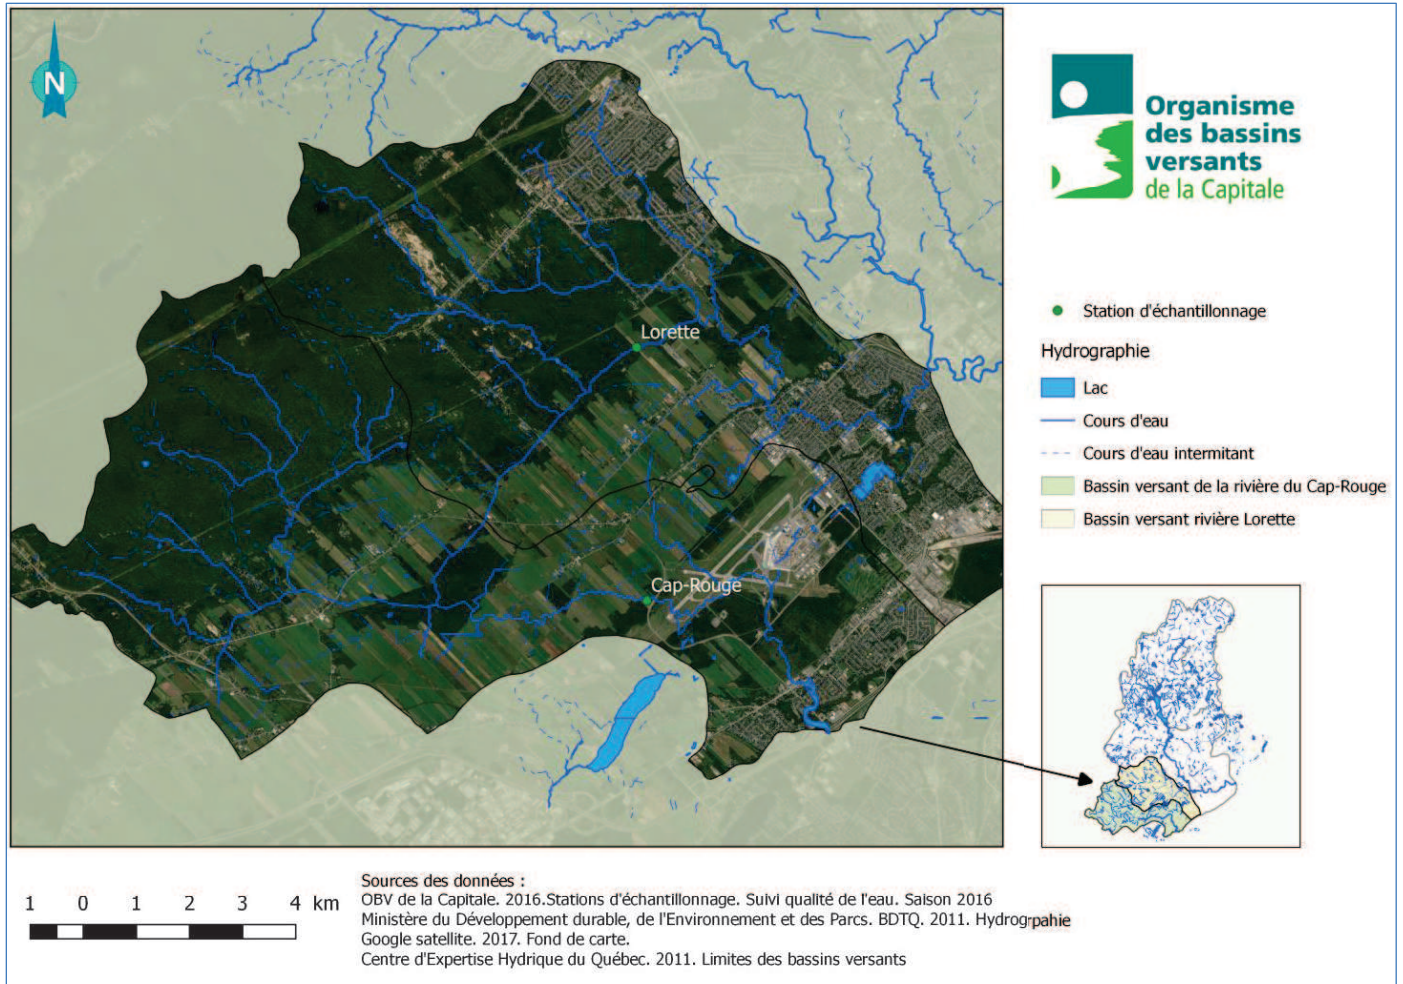 N
Lorette
Cap-Rouge
Organisme
des bassins
versants
de la Capitale
Station d'échantillonnage
Hydrographie
Lac
Cours d'eau
Cours d'eau intermitant
Bassin versant de la rivière du Cap-Rouge
Bassin versant rivière Lorette
1 0 1 2 3 4 km
Sources des données :
OBV de la Capitale. 2016.Stations d'échantillonnage. Suivi qualité de l'eau. Saison 2016
Ministère du Développement durable, de l'Environnement et des Parcs. BDTQ. 2011. Hydrogrpahie
Google satellite. 2017. Fond de carte.
Centre d'Expertise Hydrique du Québec. 2011. Limites des bassins versants